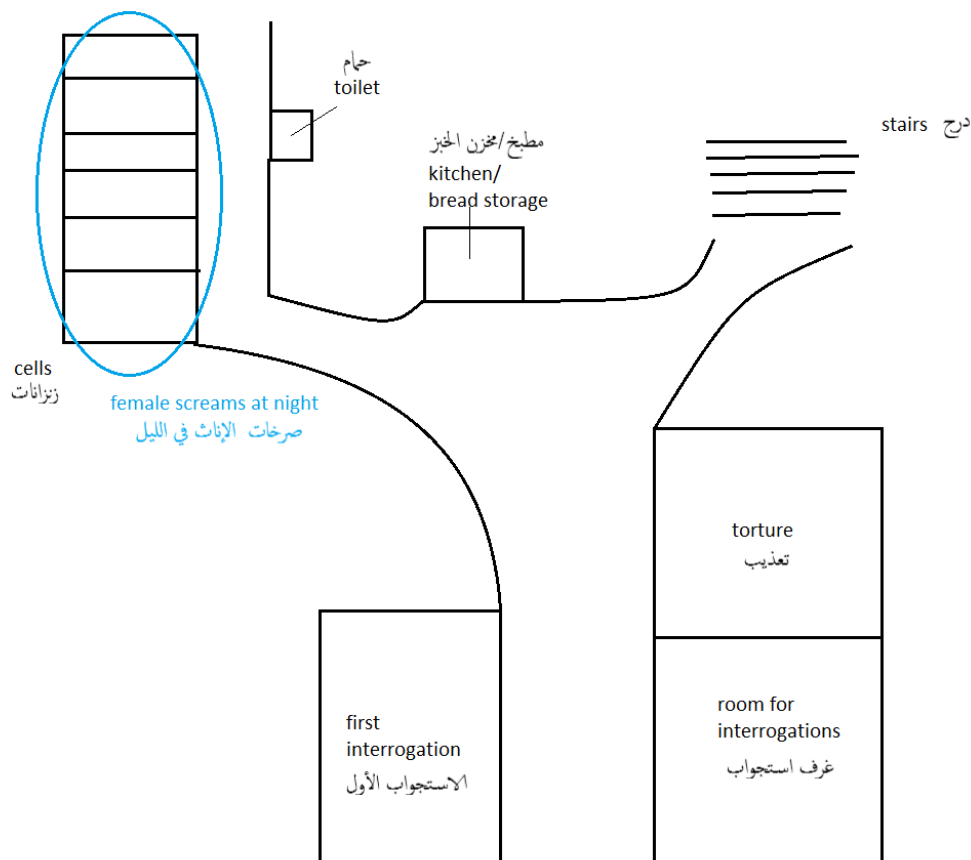 حمام
toilet
درج
stairs
مطبخ/مخزن الخبز
kitchen/
bread storage
cells
زنزانات
female screams at night
صرخات الإناث في الليل
torture
تعذيب
first
interrogation
الاستجواب الأول
room for
interrogations
غرف استجواب